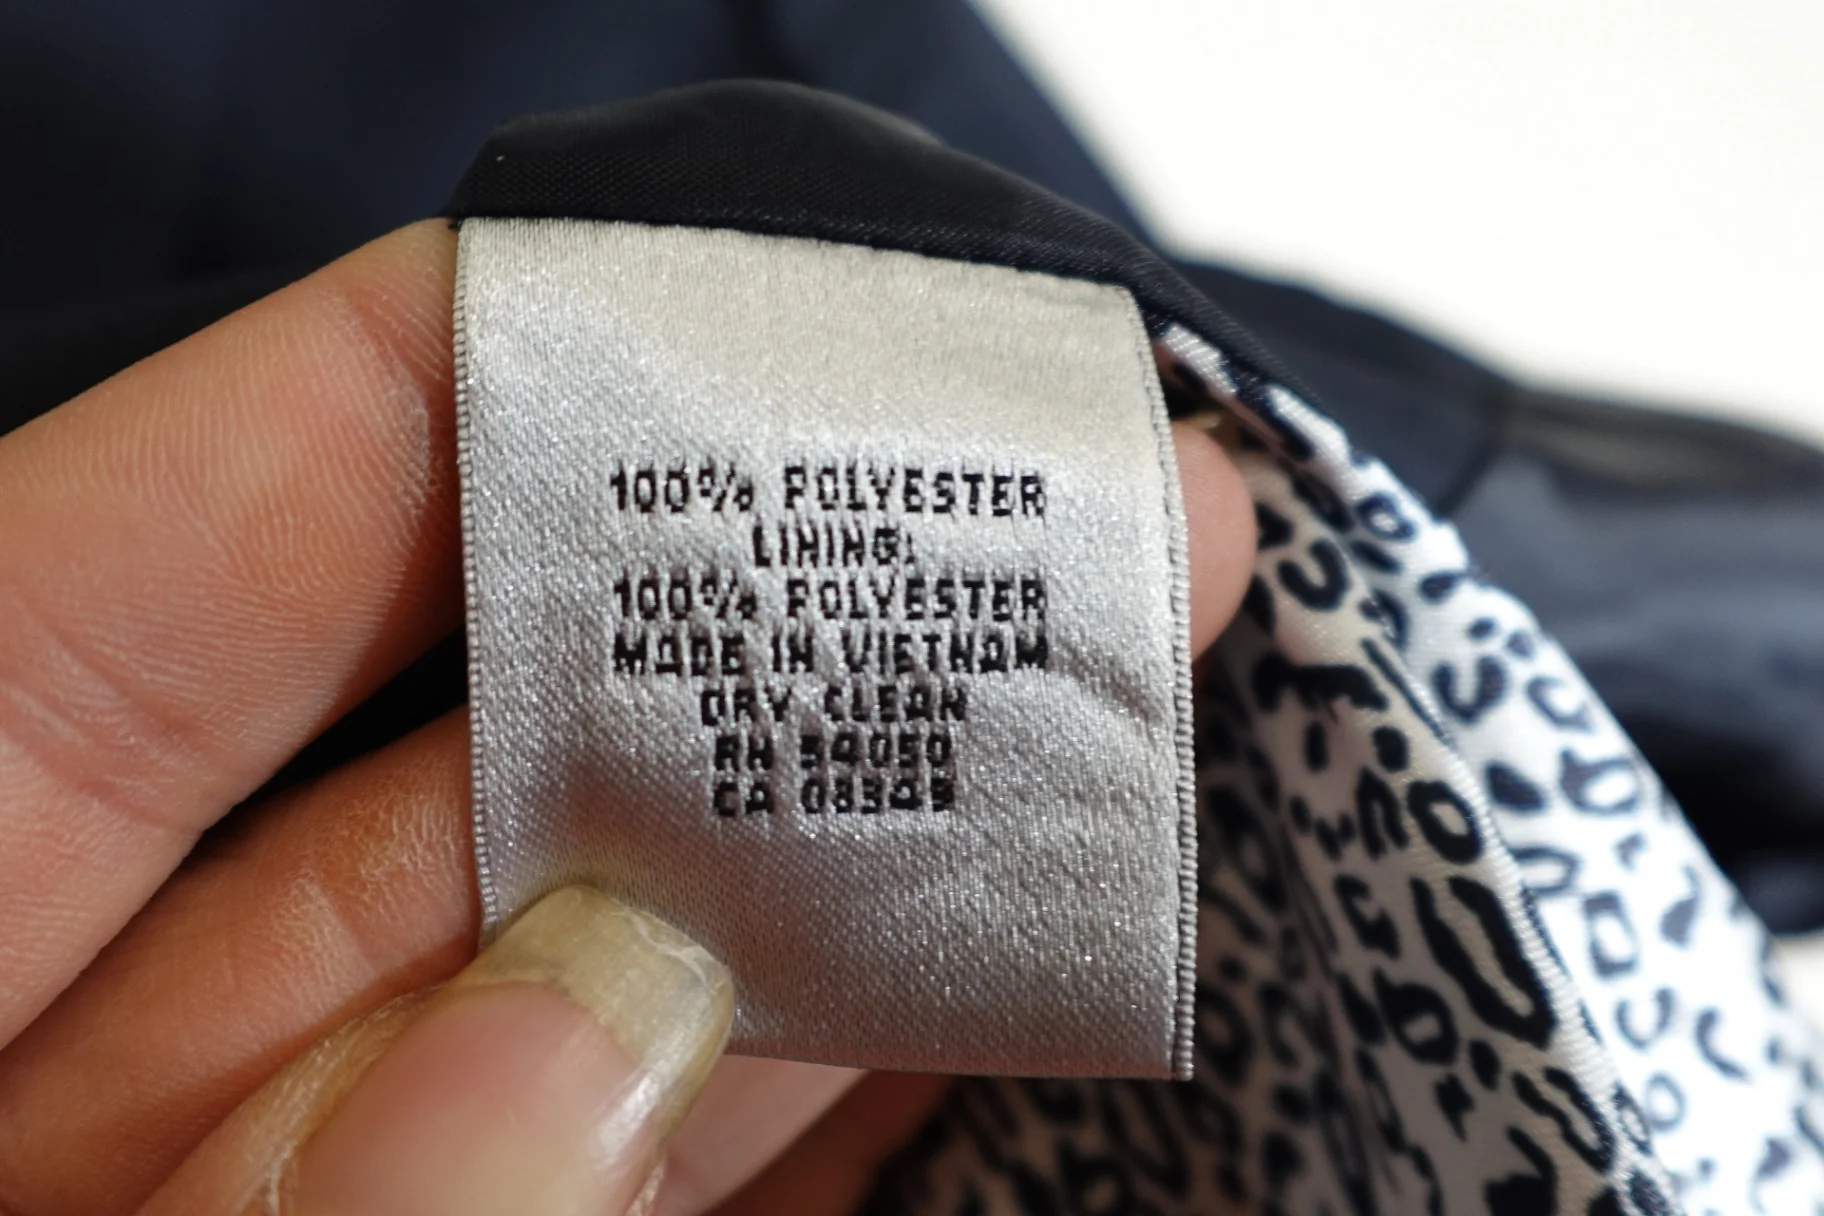 100% POLYESTER
LINING:
100% POLYESTER
MADE IN VIETNAM
DRY CLEAN
RN 54050
CA 08345